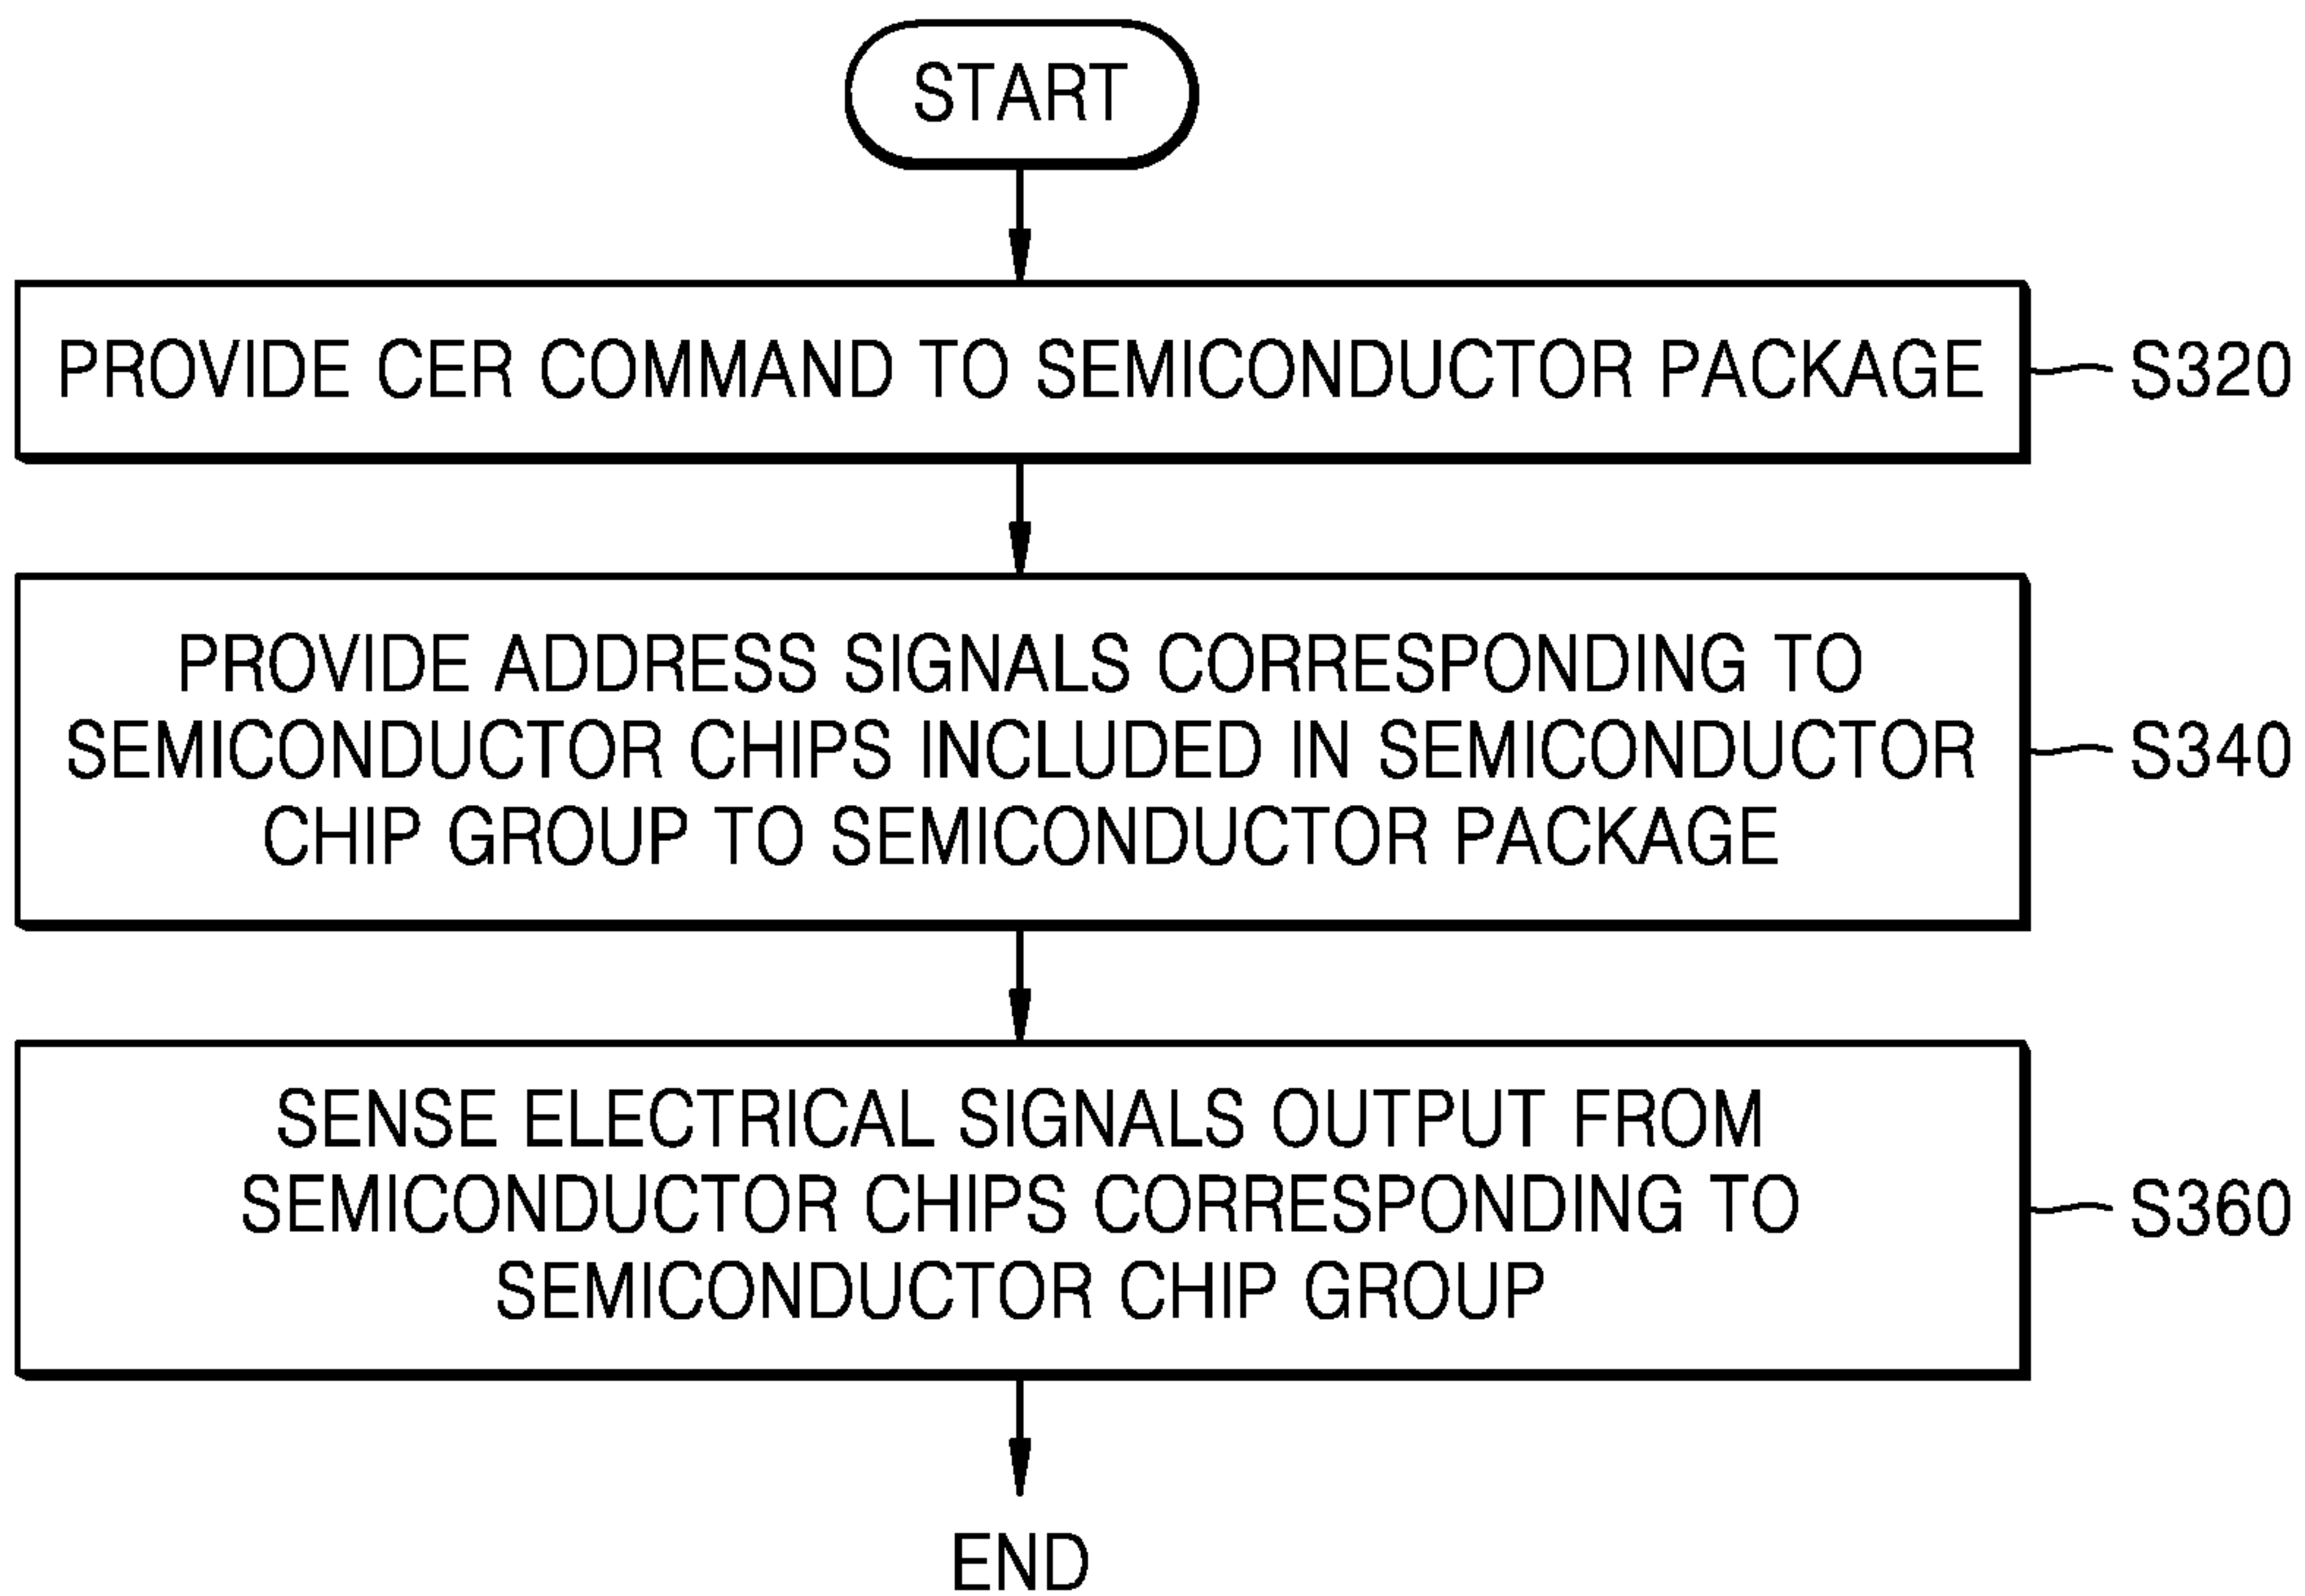 START
PROVIDE CER COMMAND TO SEMICONDUCTOR PACKAGE
S320
PROVIDE ADDRESS SIGNALS CORRESPONDING TO
SEMICONDUCTOR CHIPS INCLUDED IN SEMICONDUCTOR
CHIP GROUP TO SEMICONDUCTOR PACKAGE
S340
SENSE ELECTRICAL SIGNALS OUTPUT FROM
SEMICONDUCTOR CHIPS CORRESPONDING TO
SEMICONDUCTOR CHIP GROUP
S360
END